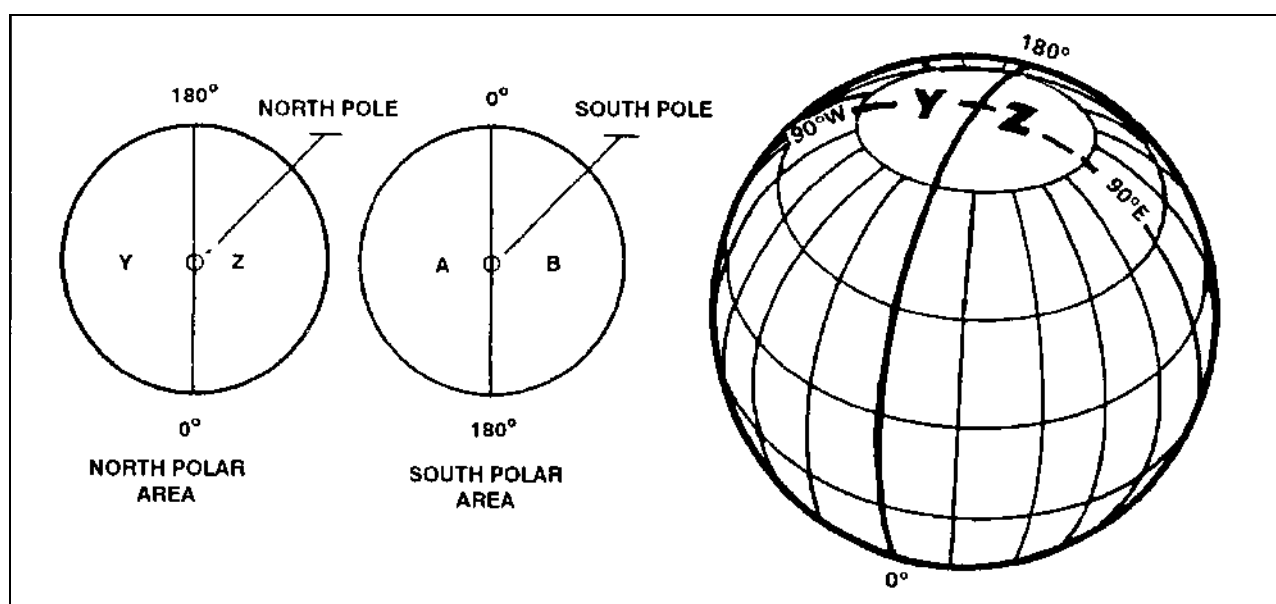 180°
NORTH POLE
Y
Z
0°
NORTH POLAR
AREA
0°
SOUTH POLE
A
B
180°
SOUTH POLAR
AREA
180°
90°W
Y
Z
90°E
0°